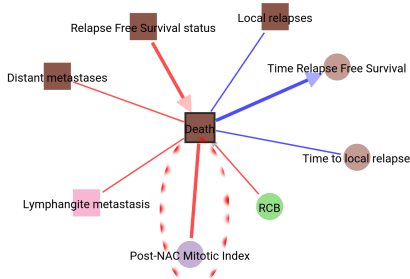 Local relapses
Relapse Free Survival status
Time Relapse Free Survival
Distant metastases
Death
Time to local relapse
Lymphangite metastasis
RCB
Post-NAC Mitotic Index